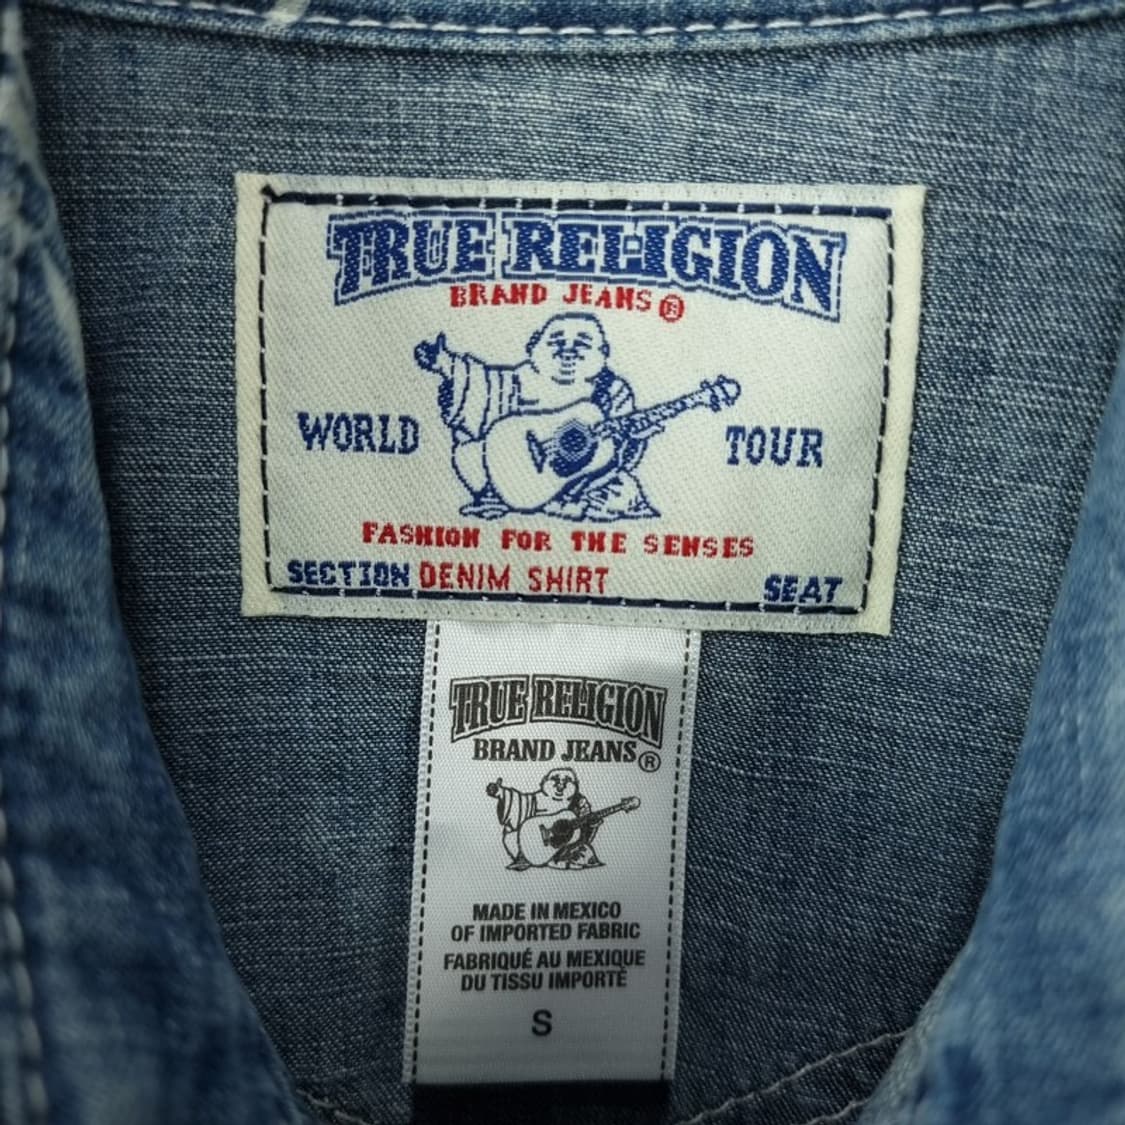 TRUE RELIGION
BRAND JEANS®
WORLD TOUR
FASHION FOR THE SENSES
SECTION DENIM SHIRT SEAT
TRUE RELIGION
BRAND JEANS®
MADE IN MEXICO
OF IMPORTED FABRIC
FABRIQUÉ AU MEXIQUE
DU TISSU IMPORTÉ
S